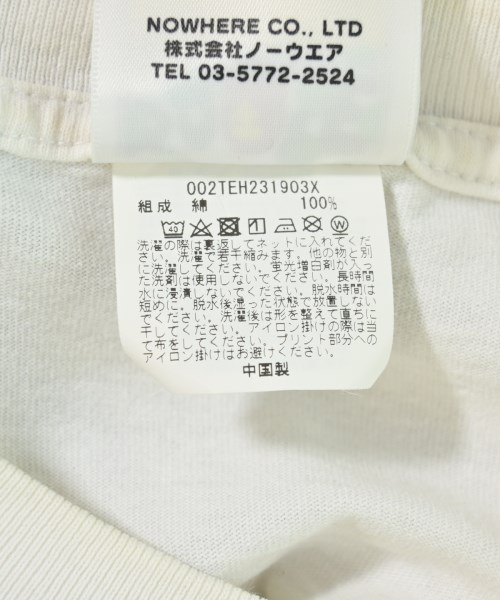 NOWHERE CO., LTD
株式会社ノーウエア
TEL 03-5772-2524
002TEH231903X
組成 綿 100%
40 W
洗濯の際は裏返してネットに入れてくだ
さい。洗濯で若干縮みます。他の物と別
に洗濯してください。蛍光増白剤が入っ
た洗剤は使用しないでください。長時間
水に浸漬しないでください。脱水時間は
短めに。脱水後湿った状態で放置しない
でください。洗濯後は形を整えて直ちに
干してください。アイロン掛けの際は当
て布をしてください。プリント部分への
アイロン掛けはお避けください。
中国製